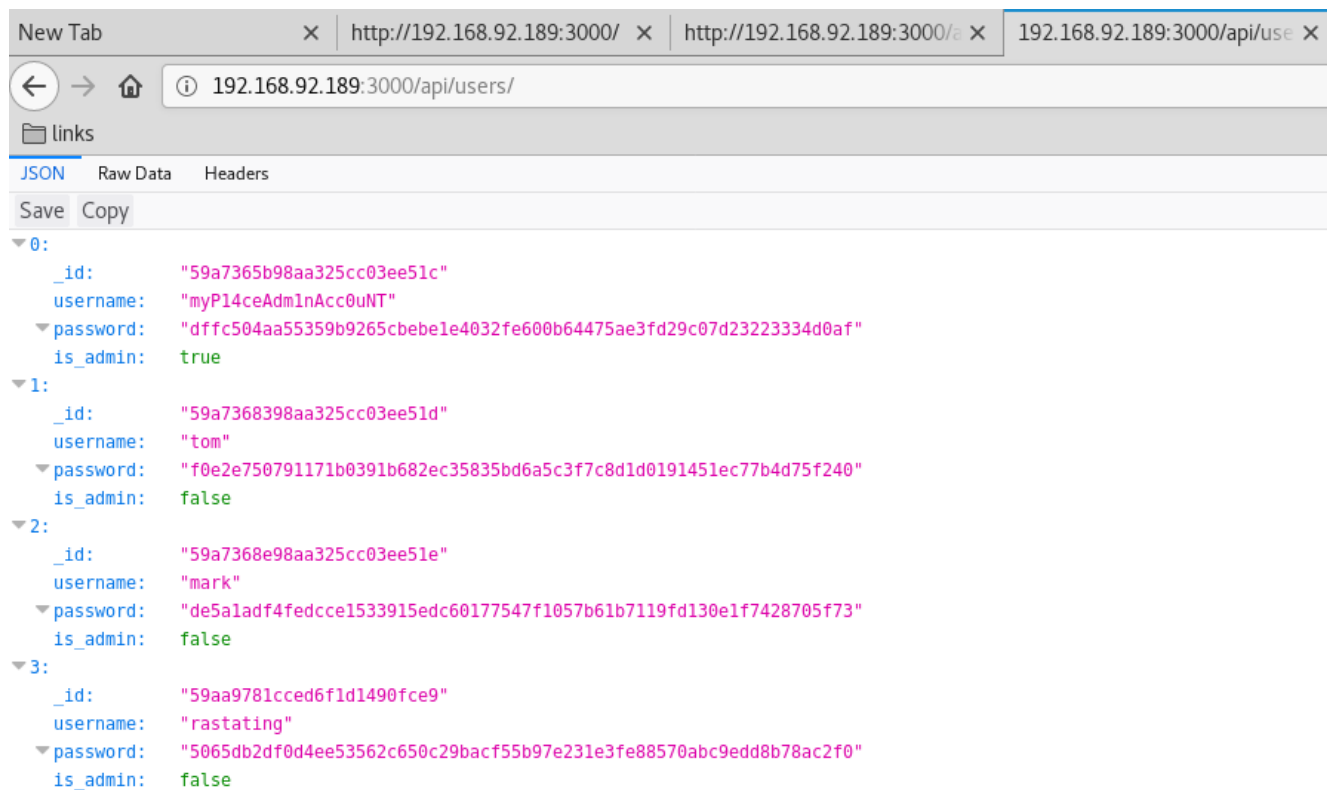 New Tab × http://192.168.92.189:3000/ × http://192.168.92.189:3000/a × 192.168.92.189:3000/api/use ×
192.168.92.189:3000/api/users/
links
JSON Raw Data Headers
Save Copy
0:
_id: "59a7365b98aa325cc03ee51c"
username: "myP14ceAdm1nAcc0uNT"
password: "dffc504aa55359b9265cbebe1e4032fe600b64475ae3fd29c07d23223334d0af"
is_admin: true
1:
_id: "59a7368398aa325cc03ee51d"
username: "tom"
password: "f0e2e750791171b0391b682ec35835bd6a5c3f7c8d1d0191451ec77b4d75f240"
is_admin: false
2:
_id: "59a7368e98aa325cc03ee51e"
username: "mark"
password: "de5a1adf4fedcce1533915edc60177547f1057b61b7119fd130e1f7428705f73"
is_admin: false
3:
_id: "59aa9781cced6f1d1490fce9"
username: "rastating"
password: "5065db2df0d4ee53562c650c29bacf55b97e231e3fe88570abc9edd8b78ac2f0"
is_admin: false